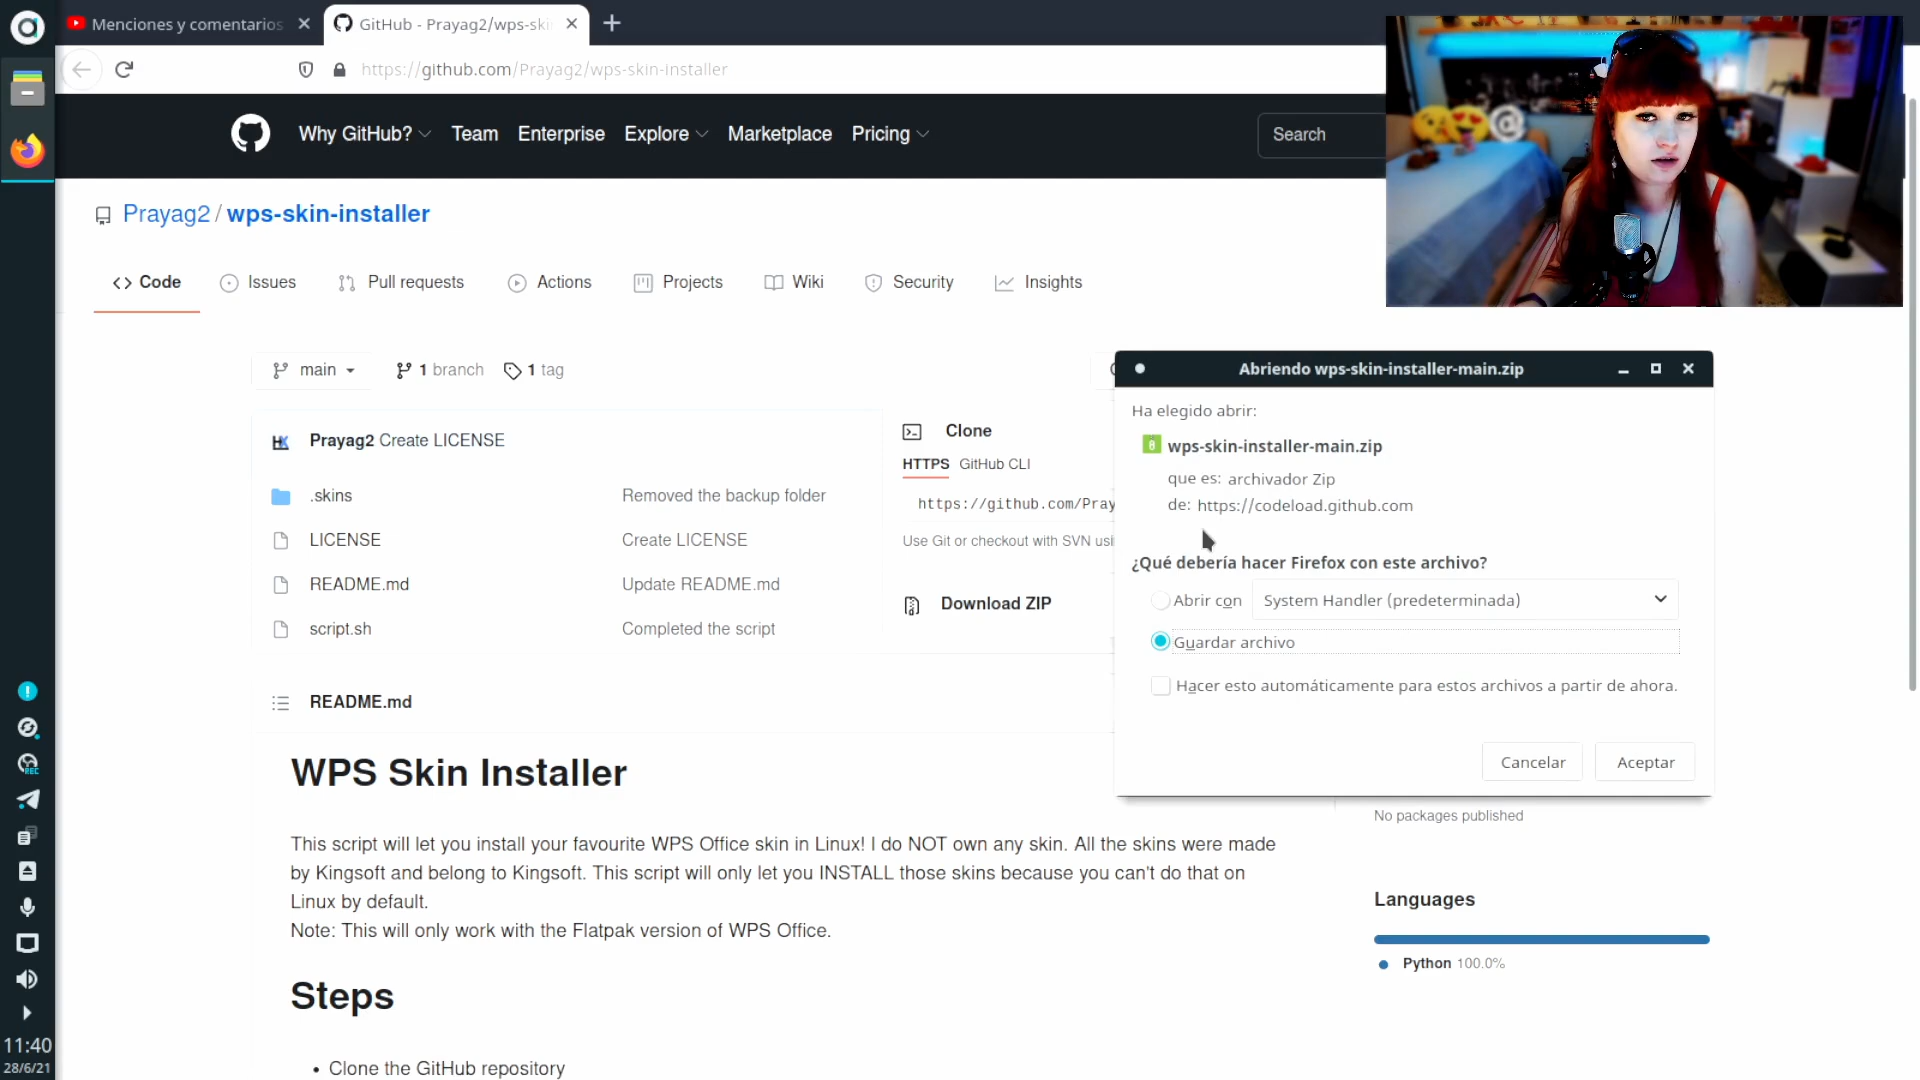 Menciones y comentarios
GitHub - Prayag2/wps-ski
https://github.com/Prayag2/wps-skin-installer
Why GitHub?
Team
Enterprise
Explore
Marketplace
Pricing
Search
Prayag2 / wps-skin-installer
Code
Issues
Pull requests
Actions
Projects
Wiki
Security
Insights
main
1 branch
1 tag
Prayag2 Create LICENSE
.skins
Removed the backup folder
LICENSE
Create LICENSE
README.md
Update README.md
script.sh
Completed the script
Clone
HTTPS
GitHub CLI
https://github.com/Pray
Use Git or checkout with SVN usi
Download ZIP
Abriendo wps-skin-installer-main.zip
Ha elegido abrir:
wps-skin-installer-main.zip
que es: archivador Zip
de: https://codeload.github.com
¿Qué debería hacer Firefox con este archivo?
Abrir con
System Handler (predeterminada)
Guardar archivo
Hacer esto automáticamente para estos archivos a partir de ahora.
Cancelar
Aceptar
README.md
WPS Skin Installer
This script will let you install your favourite WPS Office skin in Linux! I do NOT own any skin. All the skins were made
by Kingsoft and belong to Kingsoft. This script will only let you INSTALL those skins because you can't do that on
Linux by default.
Note: This will only work with the Flatpak version of WPS Office.
Steps
• Clone the GitHub repository
No packages published
Languages
Python 100.0%
REC
11:40
28/6/21